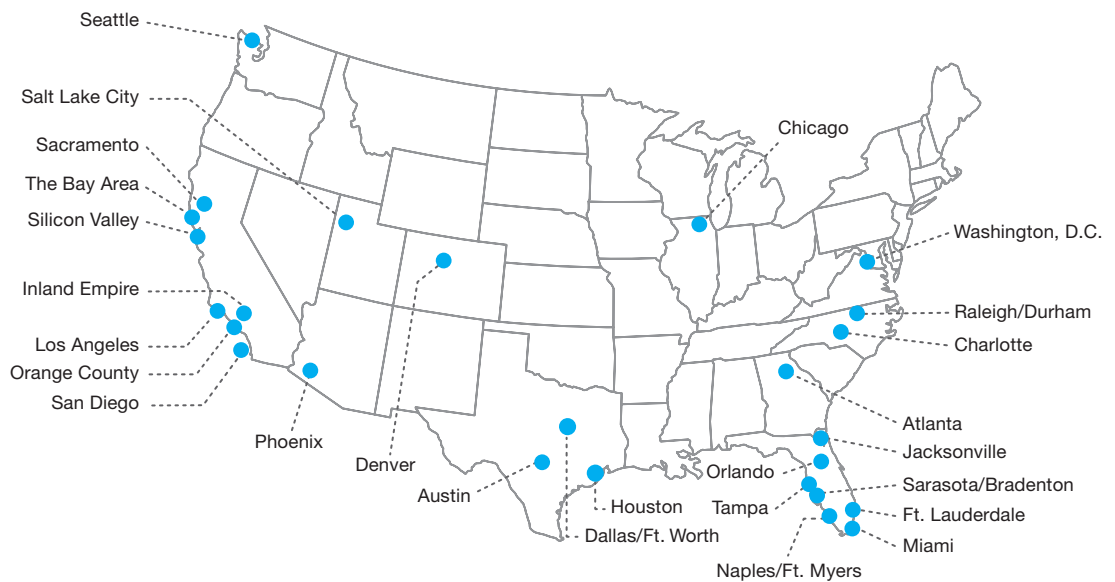 Seattle
Salt Lake City
Sacramento
The Bay Area
Silicon Valley
Inland Empire
Los Angeles
Orange County
San Diego
Phoenix
Denver
Austin
Houston
Dallas/Ft. Worth
Chicago
Washington, D.C.
Raleigh/Durham
Charlotte
Atlanta
Jacksonville
Orlando
Sarasota/Bradenton
Tampa
Ft. Lauderdale
Miami
Naples/Ft. Myers